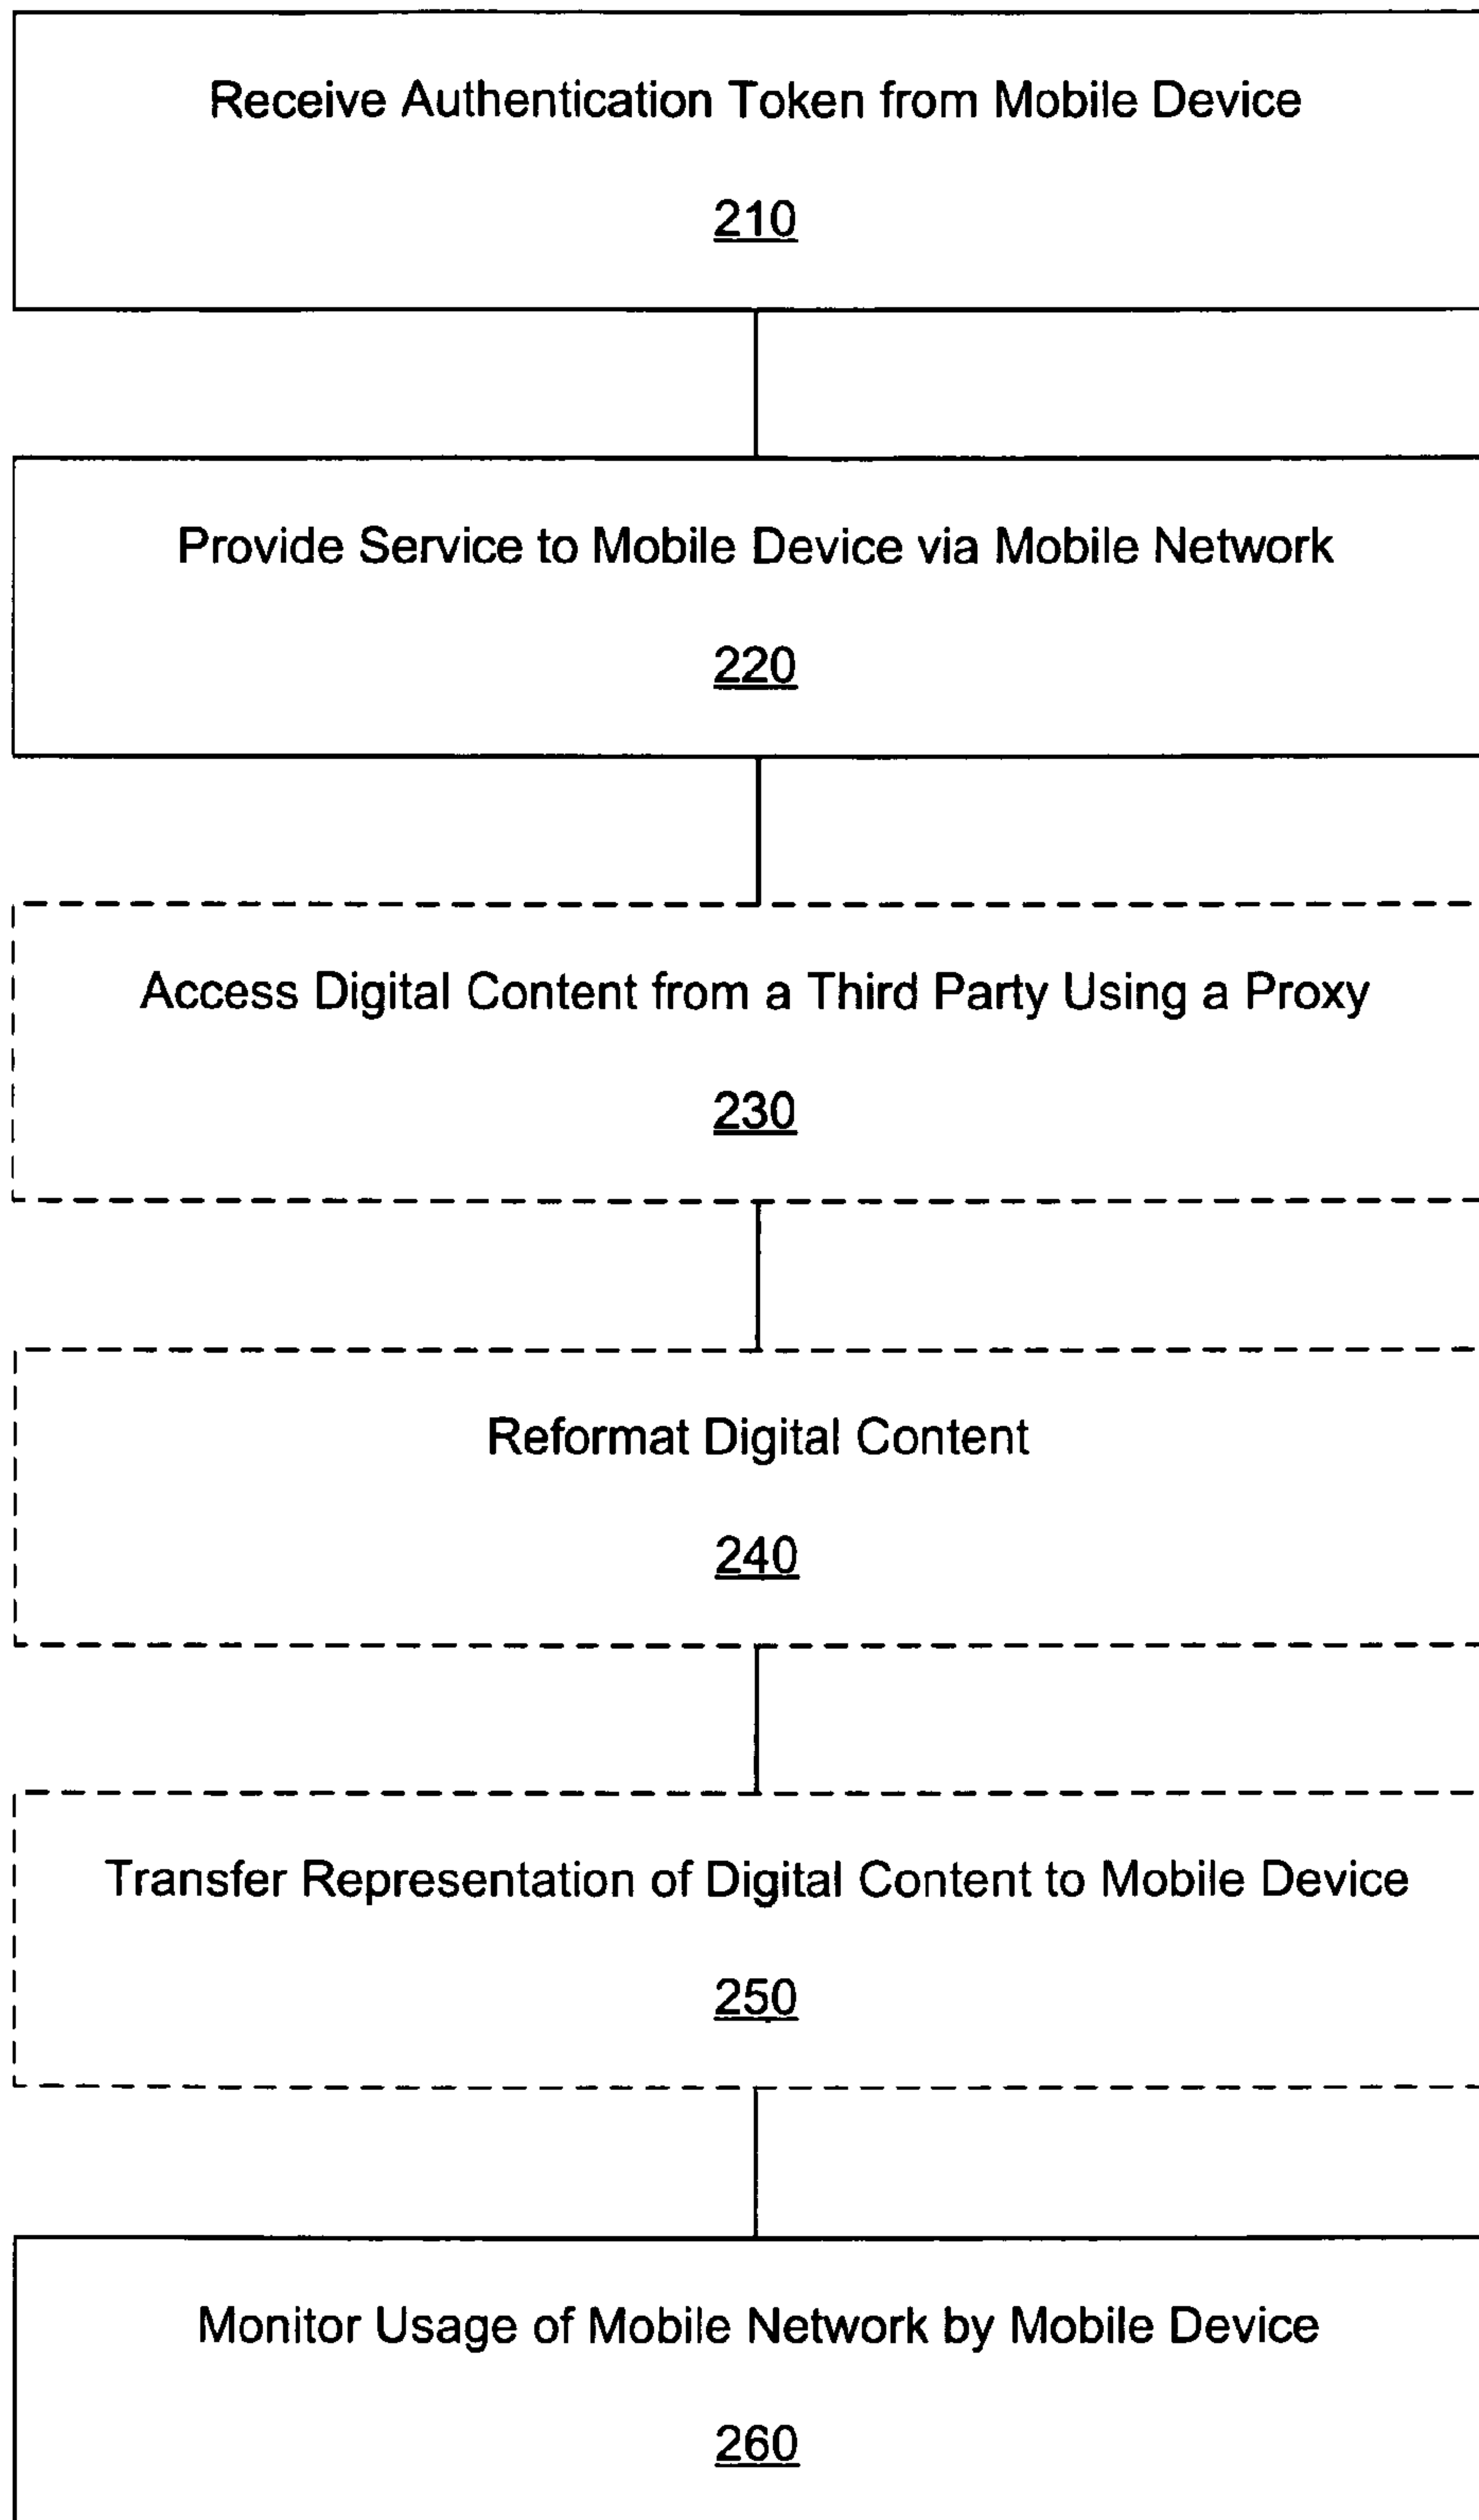 Receive Authentication Token from Mobile Device
210
Provide Service to Mobile Device via Mobile Network
220
Access Digital Content from a Third Party Using a Proxy
230
Reformat Digital Content
240
Transfer Representation of Digital Content to Mobile Device
250
Monitor Usage of Mobile Network by Mobile Device
260